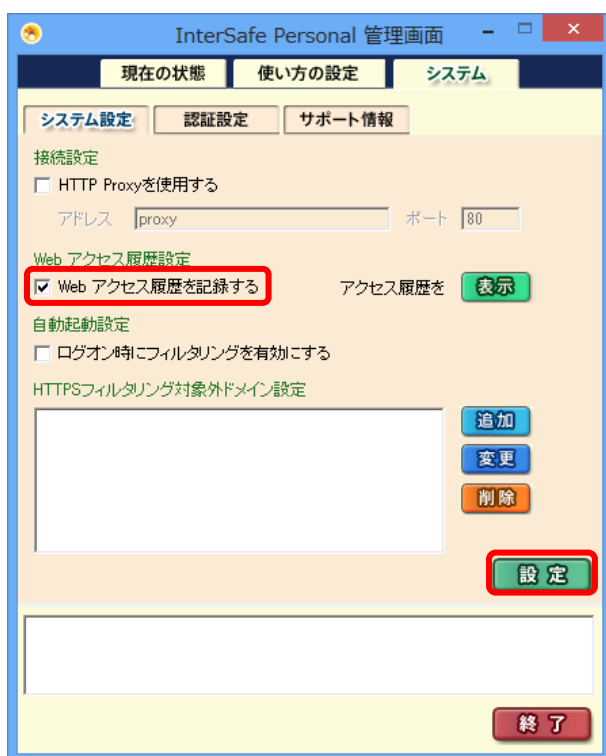 InterSafe Personal 管理画面
現在の状態 使い方の設定 システム
システム設定 認証設定 サポート情報
接続設定
HTTP Proxyを使用する
アドレス proxy ポート 80
Web アクセス履歴設定
Web アクセス履歴を記録する アクセス履歴を 表示
自動起動設定
ログオン時にフィルタリングを有効にする
HTTPSフィルタリング対象外ドメイン設定
追加
変更
削除
設定
終了